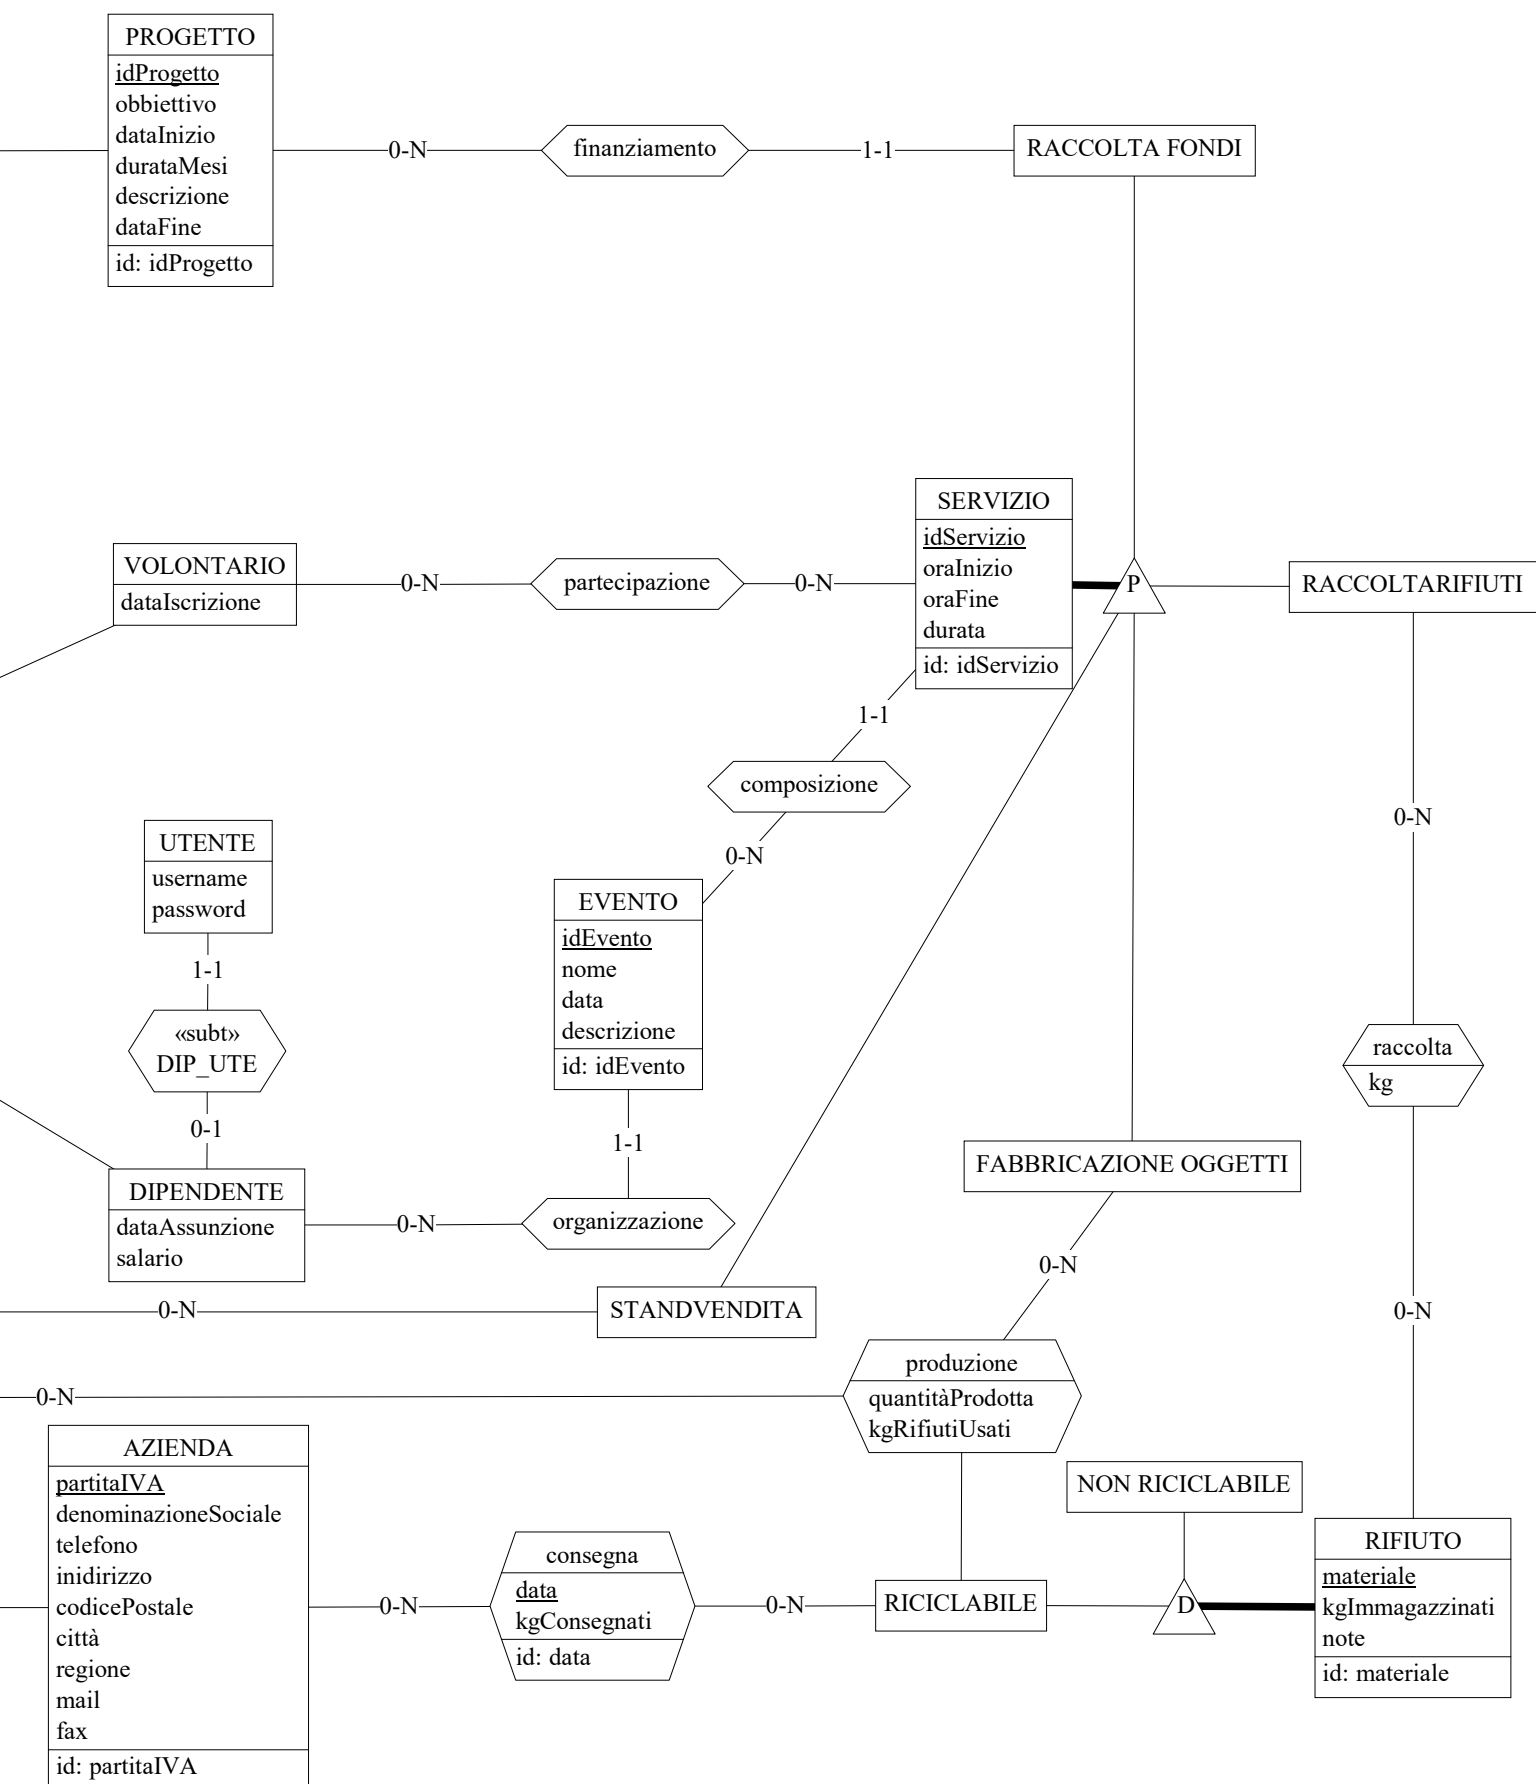 PROGETTO
idProgetto
obbiettivo
dataInizio
durataMesi
descrizione
dataFine
id: idProgetto
0-N
finanziamento
1-1
RACCOLTA FONDI
VOLONTARIO
dataIscrizione
0-N
partecipazione
0-N
SERVIZIO
idServizio
oraInizio
oraFine
durata
id: idServizio
P
RACCOLTARIFIUTI
1-1
composizione
0-N
0-N
UTENTE
username
password
1-1
«subt»
DIP_UTE
0-1
EVENTO
idEvento
nome
data
descrizione
id: idEvento
1-1
raccolta
kg
DIPENDENTE
dataAssunzione
salario
0-N
organizzazione
FABBRICAZIONE OGGETTI
0-N
0-N
STANDVENDITA
0-N
0-N
produzione
quantitàProdotta
kgRifiutiUsati
AZIENDA
partitaIVA
denominazioneSociale
telefono
inidirizzo
codicePostale
città
regione
mail
fax
id: partitaIVA
0-N
consegna
data
kgConsegnati
id: data
0-N
RICICLABILE
NON RICICLABILE
D
RIFIUTO
materiale
kgImmagazzinati
note
id: materiale